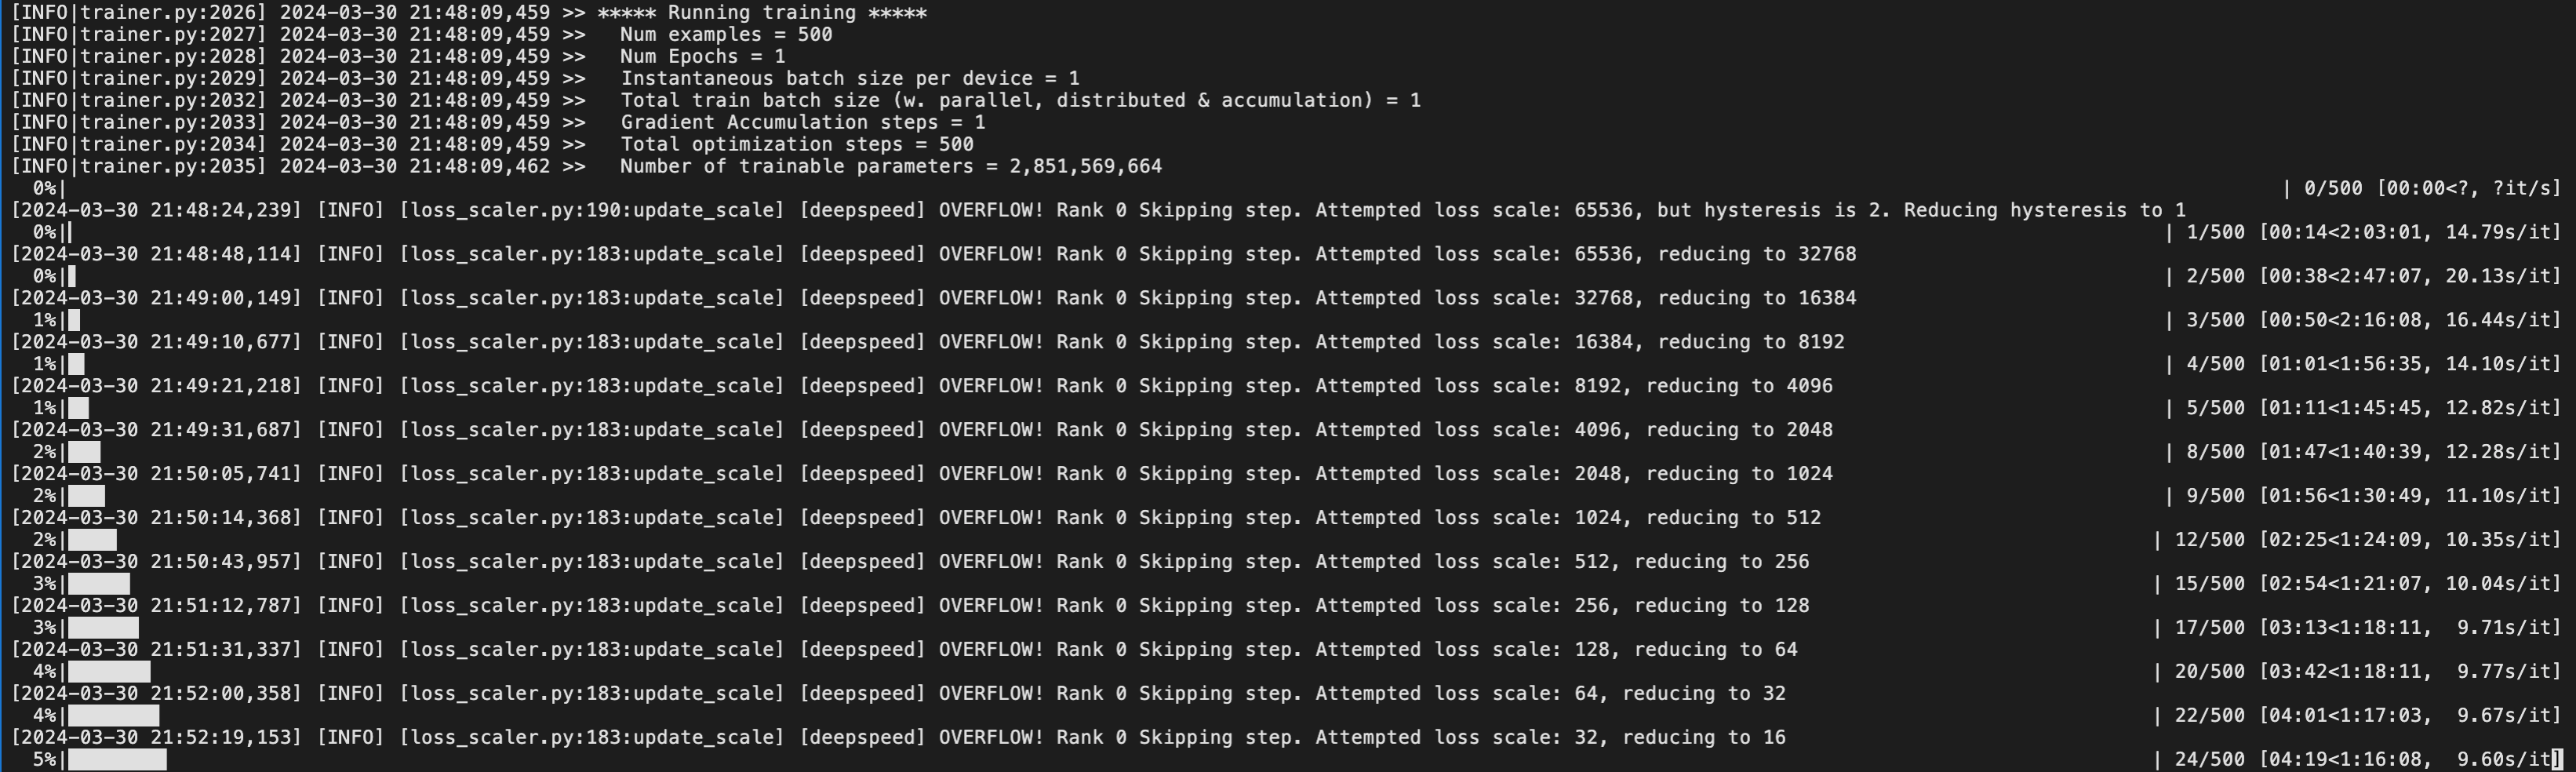 [INFO|trainer.py:2026] 2024-03-30 21:48:09,459 >> ***** Running training *****
[INFO|trainer.py:2027] 2024-03-30 21:48:09,459 >>   Num examples = 500
[INFO|trainer.py:2028] 2024-03-30 21:48:09,459 >>   Num Epochs = 1
[INFO|trainer.py:2029] 2024-03-30 21:48:09,459 >>   Instantaneous batch size per device = 1
[INFO|trainer.py:2032] 2024-03-30 21:48:09,459 >>   Total train batch size (w. parallel, distributed & accumulation) = 1
[INFO|trainer.py:2033] 2024-03-30 21:48:09,459 >>   Gradient Accumulation steps = 1
[INFO|trainer.py:2034] 2024-03-30 21:48:09,459 >>   Total optimization steps = 500
[INFO|trainer.py:2035] 2024-03-30 21:48:09,462 >>   Number of trainable parameters = 2,851,569,664
0%| | 0/500 [00:00<?, ?it/s]
[2024-03-30 21:48:24,239] [INFO] [loss_scaler.py:190:update_scale] [deepspeed] OVERFLOW! Rank 0 Skipping step. Attempted loss scale: 65536, but hysteresis is 2. Reducing hysteresis to 1
0%| | 1/500 [00:14<2:03:01, 14.79s/it]
[2024-03-30 21:48:48,114] [INFO] [loss_scaler.py:183:update_scale] [deepspeed] OVERFLOW! Rank 0 Skipping step. Attempted loss scale: 65536, reducing to 32768
0%| | 2/500 [00:38<2:47:07, 20.13s/it]
[2024-03-30 21:49:00,149] [INFO] [loss_scaler.py:183:update_scale] [deepspeed] OVERFLOW! Rank 0 Skipping step. Attempted loss scale: 32768, reducing to 16384
1%| | 3/500 [00:50<2:16:08, 16.44s/it]
[2024-03-30 21:49:10,677] [INFO] [loss_scaler.py:183:update_scale] [deepspeed] OVERFLOW! Rank 0 Skipping step. Attempted loss scale: 16384, reducing to 8192
1%| | 4/500 [01:01<1:56:35, 14.10s/it]
[2024-03-30 21:49:21,218] [INFO] [loss_scaler.py:183:update_scale] [deepspeed] OVERFLOW! Rank 0 Skipping step. Attempted loss scale: 8192, reducing to 4096
1%| | 5/500 [01:11<1:45:45, 12.82s/it]
[2024-03-30 21:49:31,687] [INFO] [loss_scaler.py:183:update_scale] [deepspeed] OVERFLOW! Rank 0 Skipping step. Attempted loss scale: 4096, reducing to 2048
2%| | 8/500 [01:47<1:40:39, 12.28s/it]
[2024-03-30 21:50:05,741] [INFO] [loss_scaler.py:183:update_scale] [deepspeed] OVERFLOW! Rank 0 Skipping step. Attempted loss scale: 2048, reducing to 1024
2%| | 9/500 [01:56<1:30:49, 11.10s/it]
[2024-03-30 21:50:14,368] [INFO] [loss_scaler.py:183:update_scale] [deepspeed] OVERFLOW! Rank 0 Skipping step. Attempted loss scale: 1024, reducing to 512
2%| | 12/500 [02:25<1:24:09, 10.35s/it]
[2024-03-30 21:50:43,957] [INFO] [loss_scaler.py:183:update_scale] [deepspeed] OVERFLOW! Rank 0 Skipping step. Attempted loss scale: 512, reducing to 256
3%| | 15/500 [02:54<1:21:07, 10.04s/it]
[2024-03-30 21:51:12,787] [INFO] [loss_scaler.py:183:update_scale] [deepspeed] OVERFLOW! Rank 0 Skipping step. Attempted loss scale: 256, reducing to 128
3%| | 17/500 [03:13<1:18:11,  9.71s/it]
[2024-03-30 21:51:31,337] [INFO] [loss_scaler.py:183:update_scale] [deepspeed] OVERFLOW! Rank 0 Skipping step. Attempted loss scale: 128, reducing to 64
4%| | 20/500 [03:42<1:18:11,  9.77s/it]
[2024-03-30 21:52:00,358] [INFO] [loss_scaler.py:183:update_scale] [deepspeed] OVERFLOW! Rank 0 Skipping step. Attempted loss scale: 64, reducing to 32
4%| | 22/500 [04:01<1:17:03,  9.67s/it]
[2024-03-30 21:52:19,153] [INFO] [loss_scaler.py:183:update_scale] [deepspeed] OVERFLOW! Rank 0 Skipping step. Attempted loss scale: 32, reducing to 16
5%| | 24/500 [04:19<1:16:08,  9.60s/it]